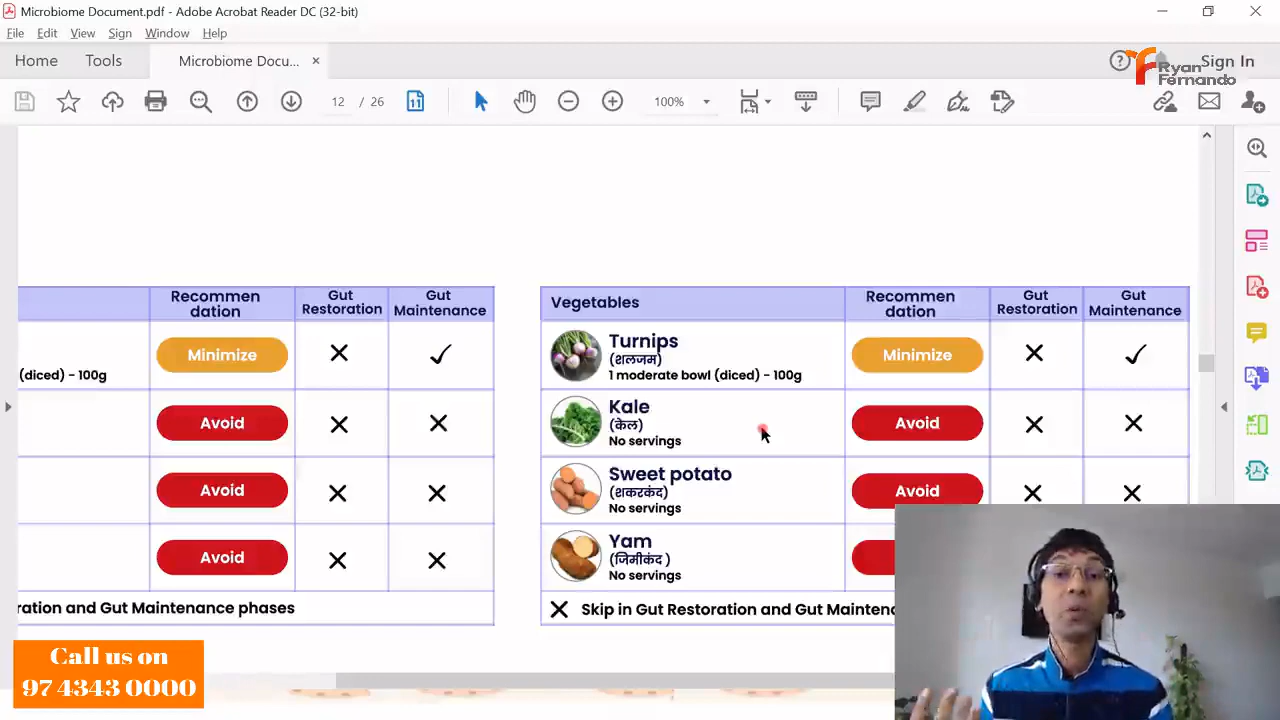 Microbiome Document.pdf - Adobe Acrobat Reader DC (32-bit)
File Edit View Sign Window Help
Home Tools Microbiome Docu... × Sign In
Ryan
Fernando
12 / 26 100%
Recommen
dation
Gut
Restoration
Gut
Maintenance
Minimize
(diced) - 100g
Avoid
Avoid
Avoid
ration and Gut Maintenance phases
Vegetables
Recommen
dation
Gut
Restoration
Gut
Maintenance
Turnips
(शलजम)
1 moderate bowl (diced) - 100g
Minimize
Kale
(केल)
No servings
Avoid
Sweet potato
(शकरकंद)
No servings
Avoid
Yam
(जिमीकंद )
No servings
Skip in Gut Restoration and Gut Mainten
Call us on
97 4343 0000